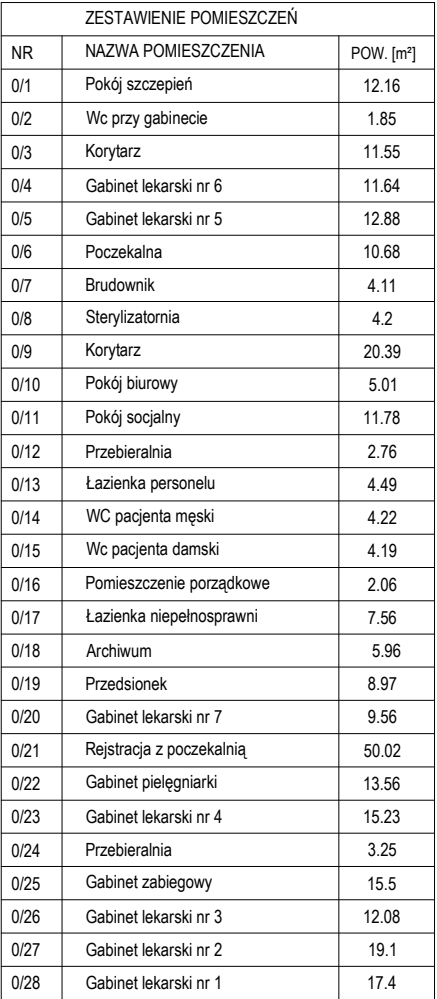 ZESTAWIENIE POMIESZCZEŃ
NR NAZWA POMIESZCZENIA POW. [m²]
0/1 Pokój szczepień 12.16
0/2 Wc przy gabinecie 1.85
0/3 Korytarz 11.55
0/4 Gabinet lekarski nr 6 11.64
0/5 Gabinet lekarski nr 5 12.88
0/6 Poczekalna 10.68
0/7 Brudownik 4.11
0/8 Sterylizatornia 4.2
0/9 Korytarz 20.39
0/10 Pokój biurowy 5.01
0/11 Pokój socjalny 11.78
0/12 Przebieralnia 2.76
0/13 Łazienka personelu 4.49
0/14 WC pacjenta męski 4.22
0/15 Wc pacjenta damski 4.19
0/16 Pomieszczenie porządkowe 2.06
0/17 Łazienka niepełnosprawni 7.56
0/18 Archiwum 5.96
0/19 Przedsionek 8.97
0/20 Gabinet lekarski nr 7 9.56
0/21 Rejstracja z poczekalnią 50.02
0/22 Gabinet pielęgniarki 13.56
0/23 Gabinet lekarski nr 4 15.23
0/24 Przebieralnia 3.25
0/25 Gabinet zabiegowy 15.5
0/26 Gabinet lekarski nr 3 12.08
0/27 Gabinet lekarski nr 2 19.1
0/28 Gabinet lekarski nr 1 17.4